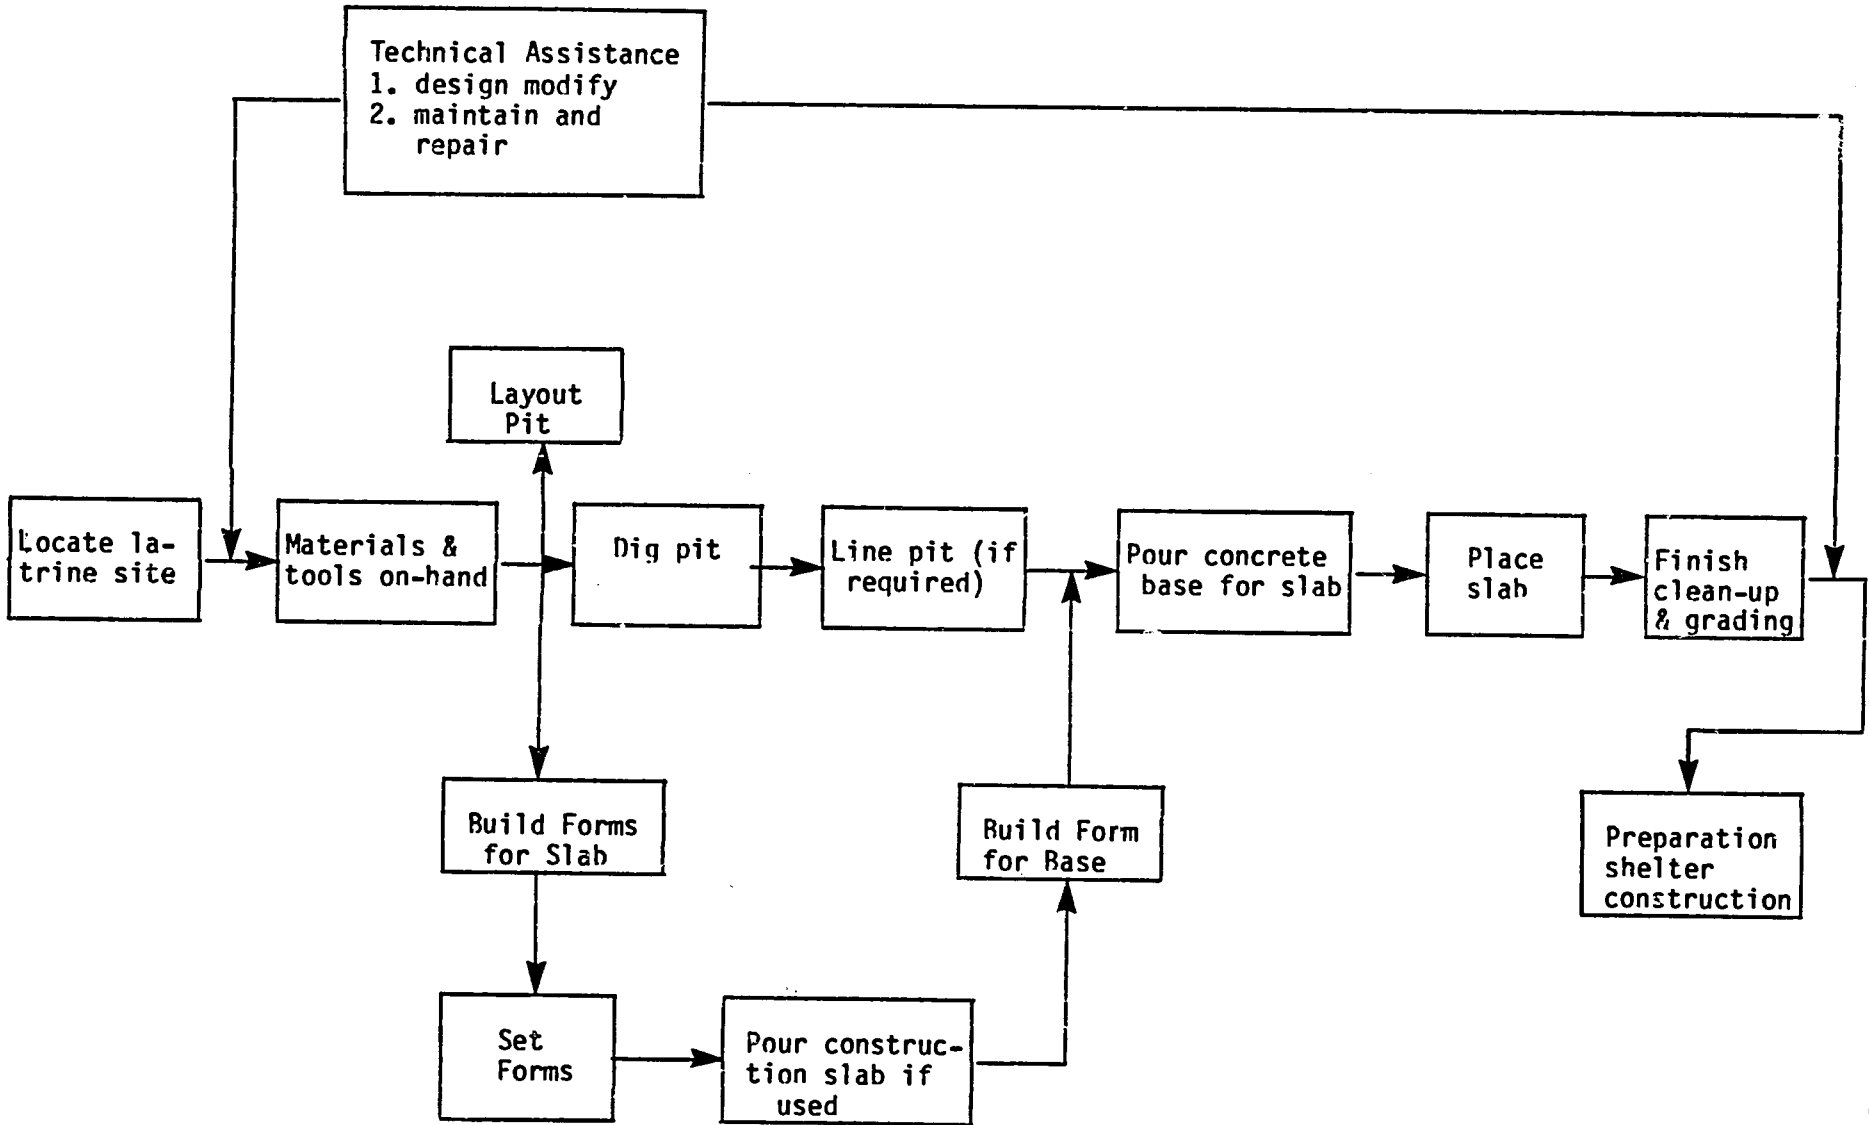 Technical Assistance
1. design modify
2. maintain and
repair
Layout
Pit
Locate la-
trine site
Materials &
tools on-hand
Dig pit
Line pit (if
required)
Pour concrete
base for slab
Place
slab
Finish
clean-up
& grading
Build Forms
for Slab
Build Form
for Base
Preparation
shelter
construction
Set
Forms
Pour construc-
tion slab if
used